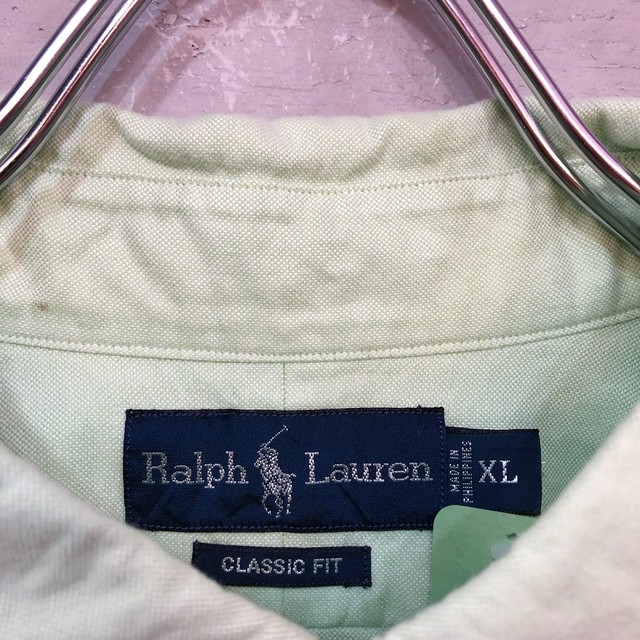 Ralph Lauren
MADE IN
PHILIPPINES
XL
CLASSIC FIT